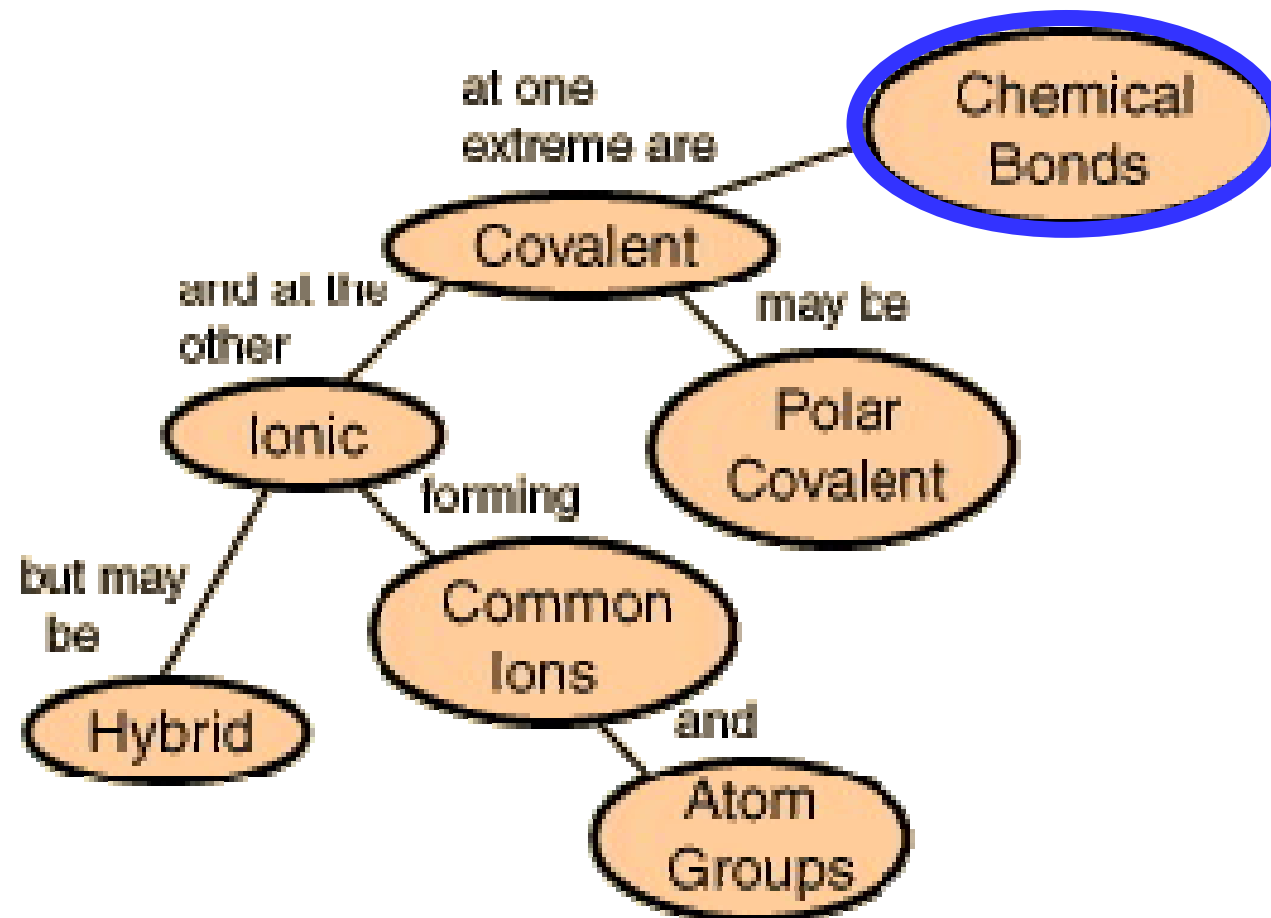 at one
extreme are
Chemical
Bonds
Covalent
and at the
other
may be
Ionic
Polar
Covalent
forming
but may
be
Common
Ions
Hybrid
and
Atom
Groups